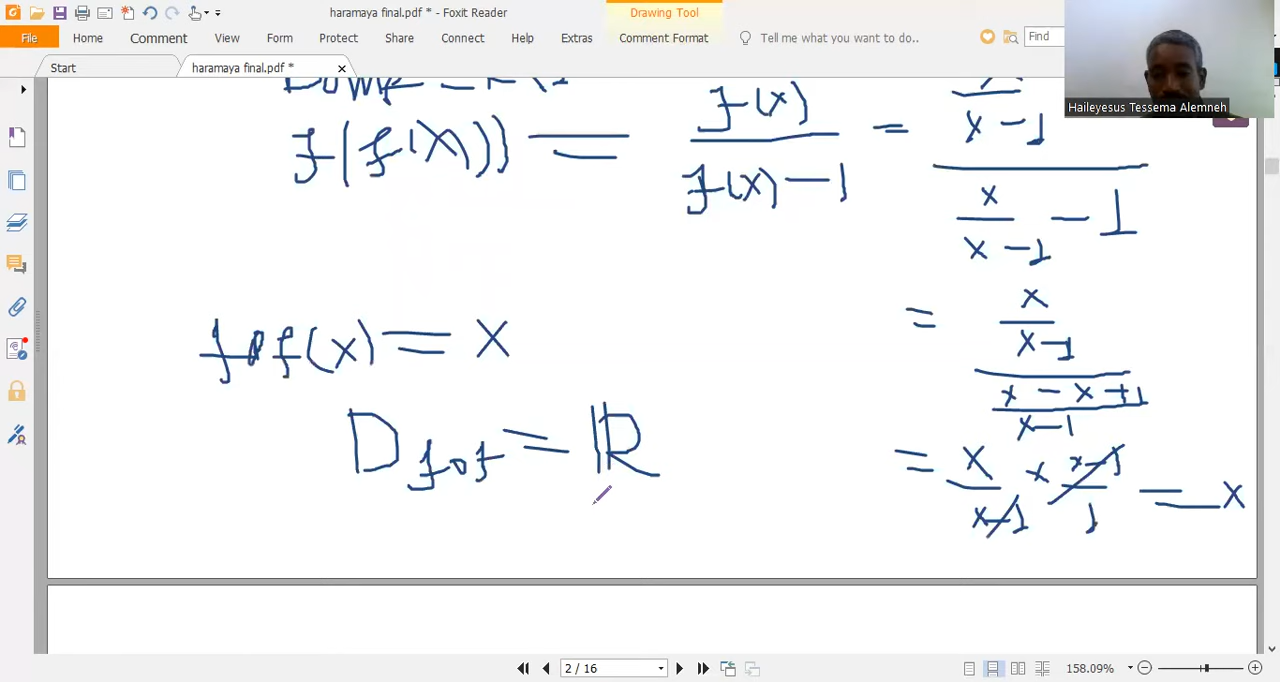 haramaya final.pdf * - Foxit Reader
Drawing Tool
File Home Comment View Form Protect Share Connect Help Extras Comment Format Tell me what you want to do.. Find
Start haramaya final.pdf *
Haileyesus Tessema Alemneh
f(f(x)) = f(x) / f(x) - 1 = x / x - 1 / x / x - 1 - 1
= x / x - 1 / x - x + 1 / x - 1
fof(x) = x
D fof = ℝ
= x / x - 1 × x - 1 / 1 = x
2 / 16
158.09%